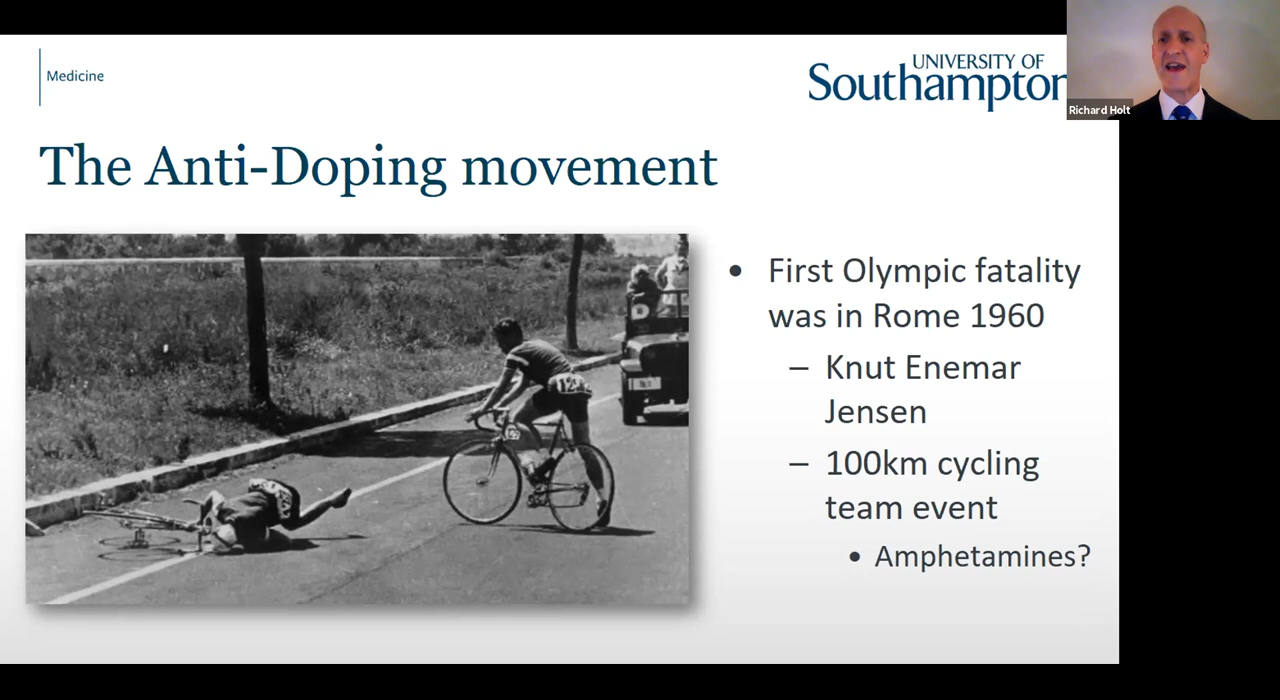 Medicine
UNIVERSITY OF
Southampton
Richard Holt
The Anti-Doping movement
• First Olympic fatality
was in Rome 1960
– Knut Enemar
Jensen
– 100km cycling
team event
• Amphetamines?